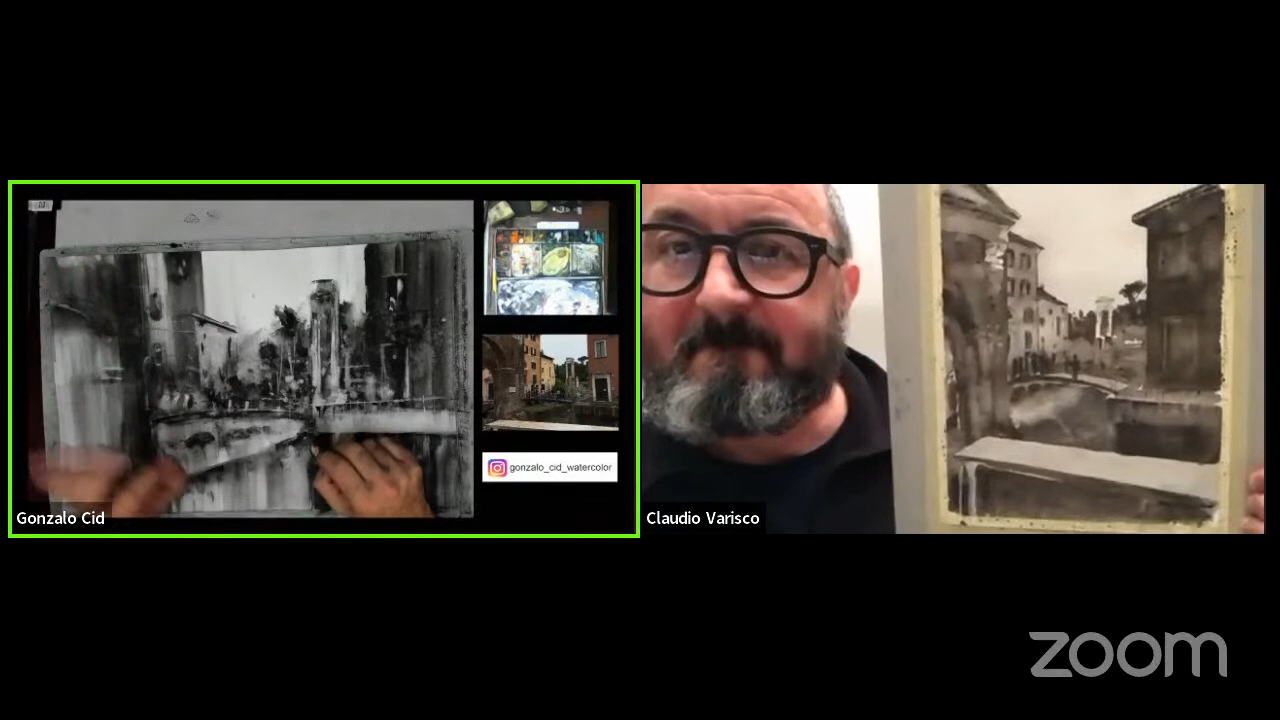 gonzalo_cid_watercolor
Gonzalo Cid
Claudio Varisco
zoom